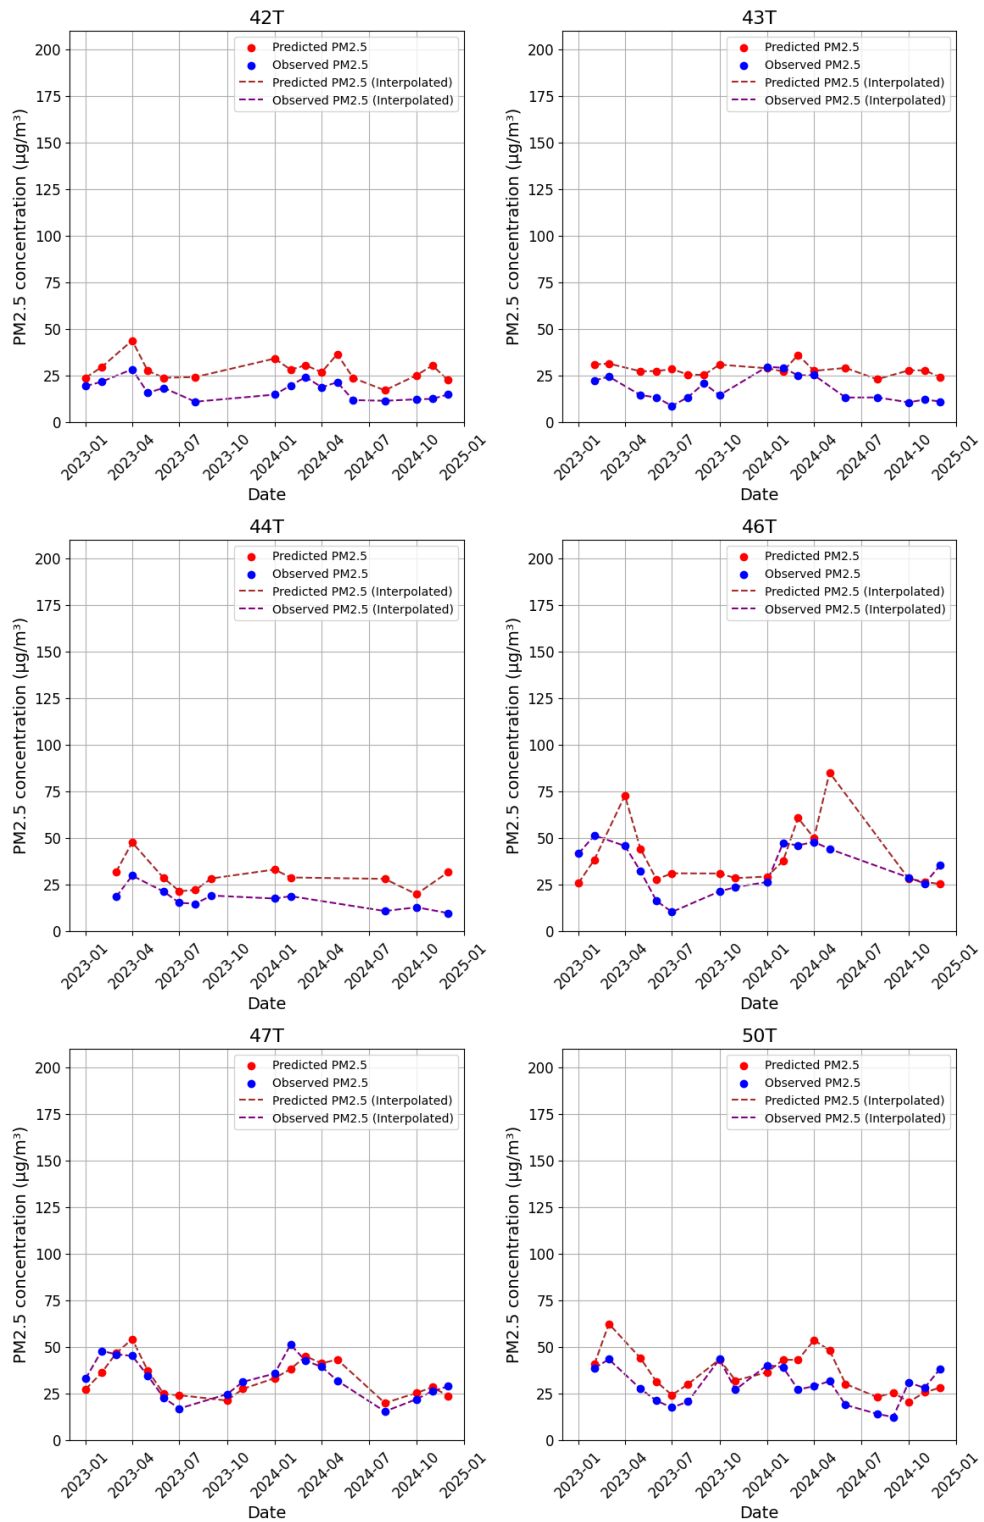 42T
Predicted PM2.5
Observed PM2.5
Predicted PM2.5 (Interpolated)
Observed PM2.5 (Interpolated)
PM2.5 concentration (µg/m³)
200
175
150
125
100
75
50
25
0
2023-01
2023-04
2023-07
2023-10
2024-01
2024-04
2024-07
2024-10
2025-01
Date
43T
Predicted PM2.5
Observed PM2.5
Predicted PM2.5 (Interpolated)
Observed PM2.5 (Interpolated)
PM2.5 concentration (µg/m³)
200
175
150
125
100
75
50
25
0
2023-01
2023-04
2023-07
2023-10
2024-01
2024-04
2024-07
2024-10
2025-01
Date
44T
Predicted PM2.5
Observed PM2.5
Predicted PM2.5 (Interpolated)
Observed PM2.5 (Interpolated)
PM2.5 concentration (µg/m³)
200
175
150
125
100
75
50
25
0
2023-01
2023-04
2023-07
2023-10
2024-01
2024-04
2024-07
2024-10
2025-01
Date
46T
Predicted PM2.5
Observed PM2.5
Predicted PM2.5 (Interpolated)
Observed PM2.5 (Interpolated)
PM2.5 concentration (µg/m³)
200
175
150
125
100
75
50
25
0
2023-01
2023-04
2023-07
2023-10
2024-01
2024-04
2024-07
2024-10
2025-01
Date
47T
Predicted PM2.5
Observed PM2.5
Predicted PM2.5 (Interpolated)
Observed PM2.5 (Interpolated)
PM2.5 concentration (µg/m³)
200
175
150
125
100
75
50
25
0
2023-01
2023-04
2023-07
2023-10
2024-01
2024-04
2024-07
2024-10
2025-01
Date
50T
Predicted PM2.5
Observed PM2.5
Predicted PM2.5 (Interpolated)
Observed PM2.5 (Interpolated)
PM2.5 concentration (µg/m³)
200
175
150
125
100
75
50
25
0
2023-01
2023-04
2023-07
2023-10
2024-01
2024-04
2024-07
2024-10
2025-01
Date